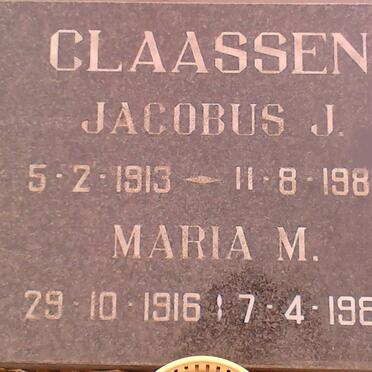 CLAASSEN
JACOBUS J.
5-2-1913 - 11-8-198
MARIA M.
29-10-1916 7-4-198